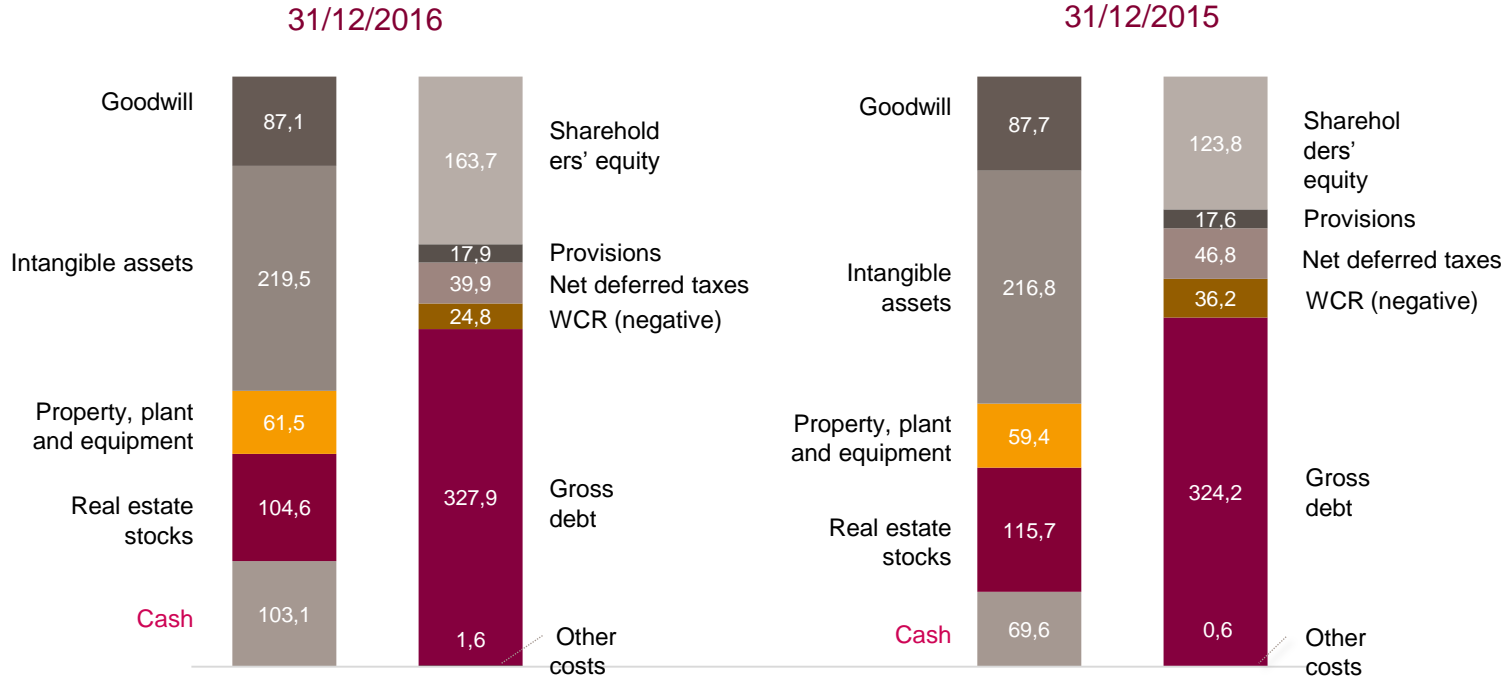 31/12/2016
Goodwill
87,1
163,7
Sharehold
ers’ equity
Intangible assets
219,5
17,9
Provisions
39,9
Net deferred taxes
24,8
WCR (negative)
Property, plant
and equipment
61,5
Real estate
stocks
104,6
327,9
Gross
debt
Cash
103,1
1,6
Other
costs
31/12/2015
Goodwill
87,7
123,8
Sharehol
ders’
equity
17,6
Provisions
Intangible
assets
216,8
46,8
Net deferred taxes
36,2
WCR (negative)
Property, plant
and equipment
59,4
324,2
Gross
debt
Real estate
stocks
115,7
Cash
69,6
0,6
Other
costs